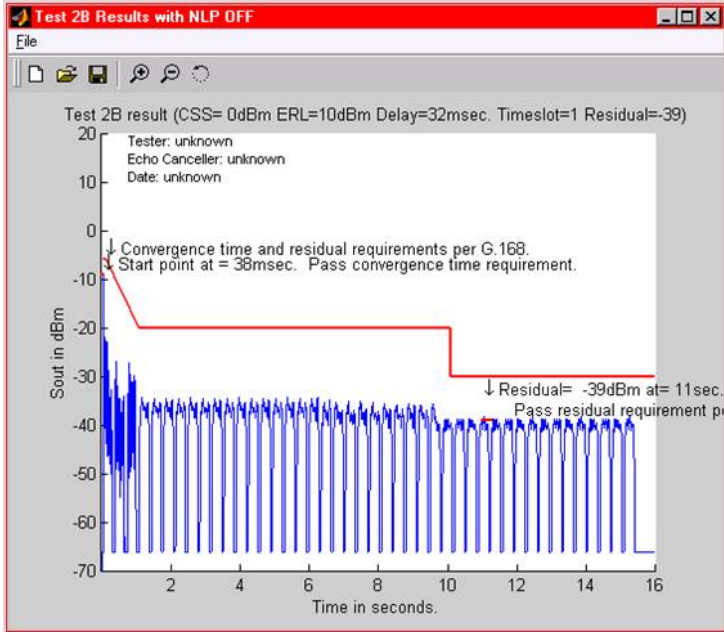 Test 2B Results with NLP OFF
File
Test 2B result (CSS= 0dBm ERL=10dBm Delay=32msec. Timeslot=1 Residual=-39)
Tester: unknown
Echo Canceller: unknown
Date: unknown
↓ Convergence time and residual requirements per G.168.
↓ Start point at = 38msec. Pass convergence time requirement.
↓ Residual= -39dBm at= 11sec.
Pass residual requirement pe
Sout in dBm
20
10
0
-10
-20
-30
-40
-50
-60
-70
2
4
6
8
10
12
14
16
Time in seconds.